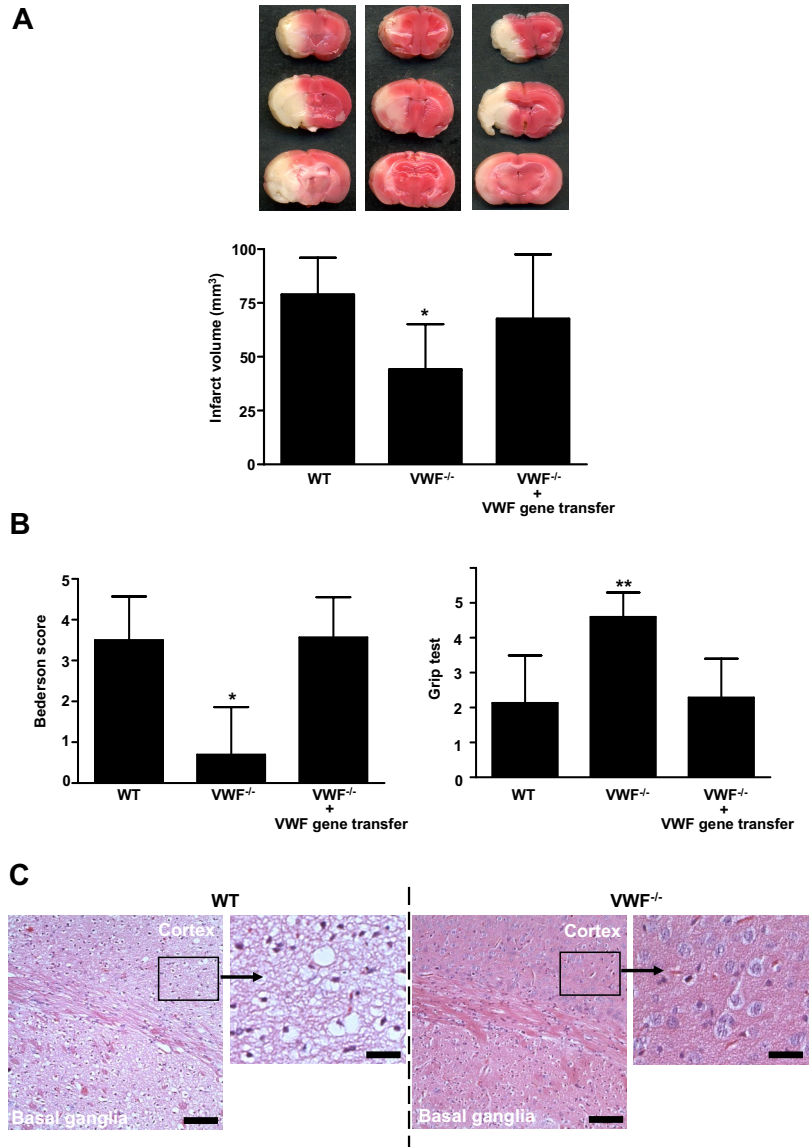 A
Infarct volume (mm³)
100
75
50
25
0
*
WT
VWF-/-
VWF-/-
+
VWF gene transfer
B
Bederson score
5
4
3
2
1
0
*
WT
VWF-/-
VWF-/-
+
VWF gene transfer
Grip test
5
4
3
2
1
0
**
WT
VWF-/-
VWF-/-
+
VWF gene transfer
C
WT
VWF-/-
Cortex
Basal ganglia
Cortex
Basal ganglia